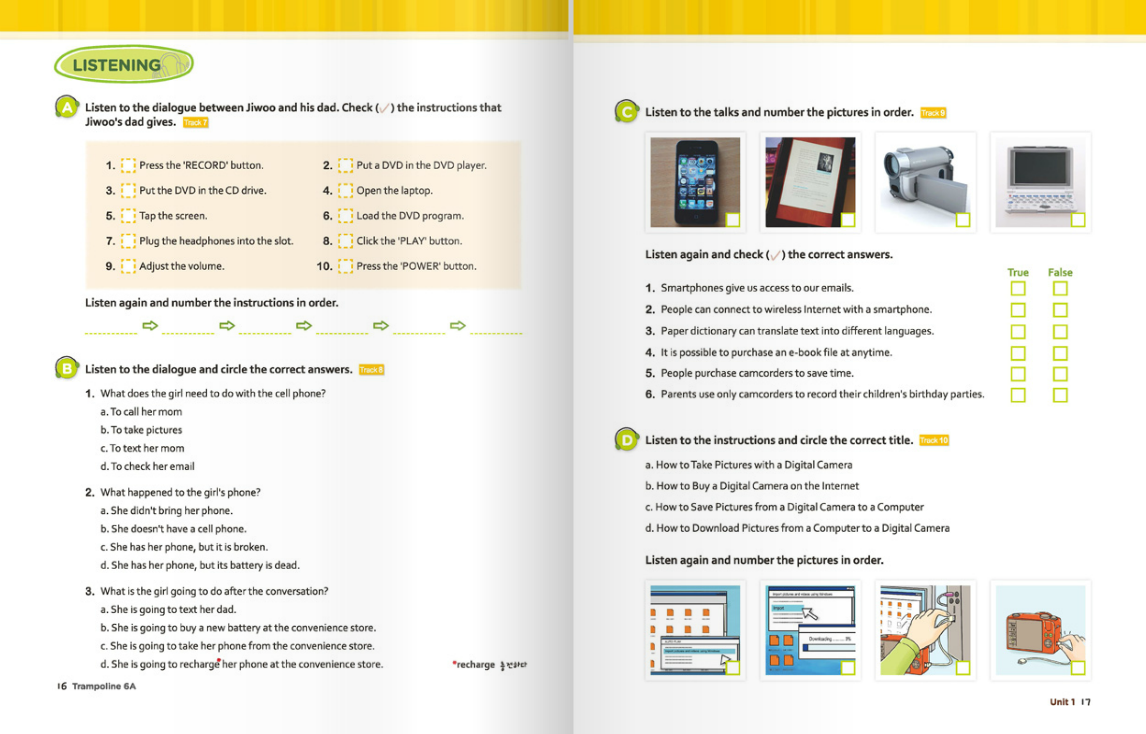 LISTENING
A
Listen to the dialogue between Jiwoo and his dad. Check (✓) the instructions that
Jiwoo's dad gives. Track 7
1. Press the 'RECORD' button.
2. Put a DVD in the DVD player.
3. Put the DVD in the CD drive.
4. Open the laptop.
5. Tap the screen.
6. Load the DVD program.
7. Plug the headphones into the slot.
8. Click the 'PLAY' button.
9. Adjust the volume.
10. Press the 'POWER' button.
Listen again and number the instructions in order.
B
Listen to the dialogue and circle the correct answers. Track 8
1. What does the girl need to do with the cell phone?
a. To call her mom
b. To take pictures
c. To text her mom
d. To check her email
2. What happened to the girl's phone?
a. She didn't bring her phone.
b. She doesn't have a cell phone.
c. She has her phone, but it is broken.
d. She has her phone, but its battery is dead.
3. What is the girl going to do after the conversation?
a. She is going to text her dad.
b. She is going to buy a new battery at the convenience store.
c. She is going to take her phone from the convenience store.
d. She is going to recharge* her phone at the convenience store.
*recharge 충전하다
16 Trampoline 6A
C
Listen to the talks and number the pictures in order. Track 9
Listen again and check (✓) the correct answers.
True False
1. Smartphones give us access to our emails.
2. People can connect to wireless Internet with a smartphone.
3. Paper dictionary can translate text into different languages.
4. It is possible to purchase an e-book file at anytime.
5. People purchase camcorders to save time.
6. Parents use only camcorders to record their children's birthday parties.
D
Listen to the instructions and circle the correct title. Track 10
a. How to Take Pictures with a Digital Camera
b. How to Buy a Digital Camera on the Internet
c. How to Save Pictures from a Digital Camera to a Computer
d. How to Download Pictures from a Computer to a Digital Camera
Listen again and number the pictures in order.
Import pictures and videos using Windows
Import
Downloading ......... 5%
Unit 1 17